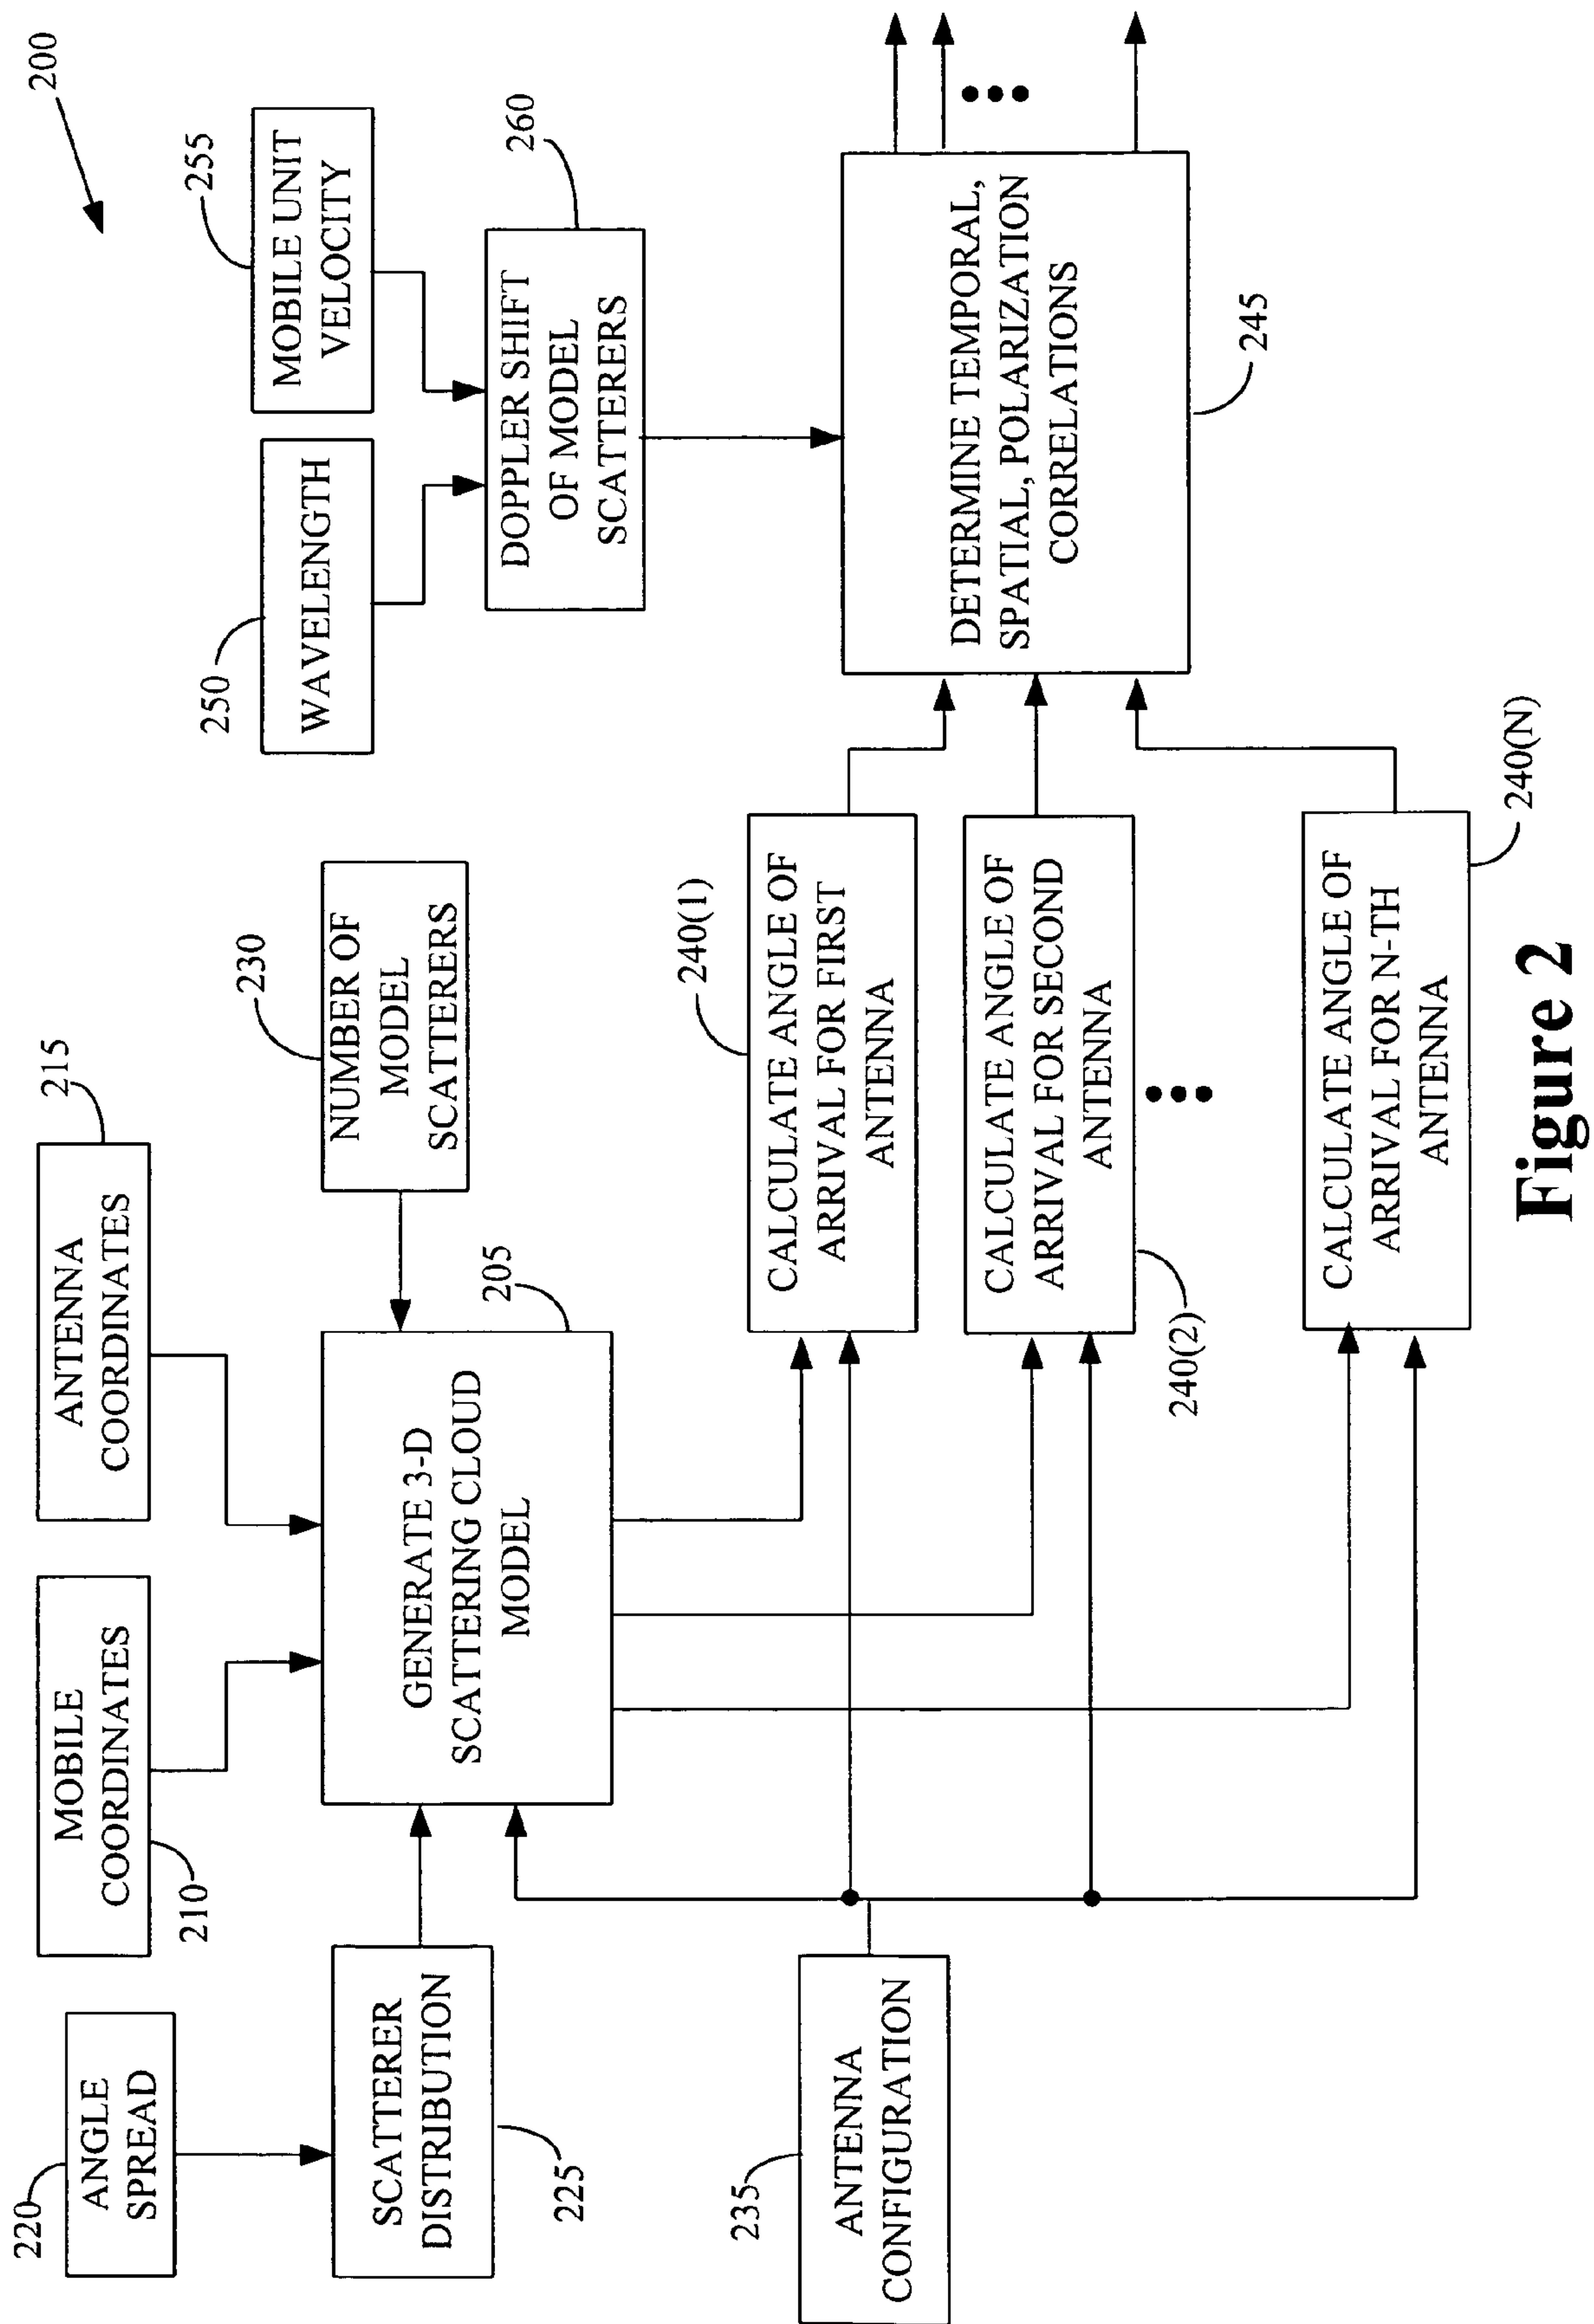 200
220
ANGLE
SPREAD
MOBILE
COORDINATES
210
ANTENNA
COORDINATES
215
250
WAVELENGTH
MOBILE UNIT
VELOCITY
255
SCATTERER
DISTRIBUTION
225
GENERATE 3-D
SCATTERING CLOUD
MODEL
205
NUMBER OF
MODEL
SCATTERERS
230
DOPPLER SHIFT
OF MODEL
SCATTERERS
260
235
ANTENNA
CONFIGURATION
CALCULATE ANGLE OF
ARRIVAL FOR FIRST
ANTENNA
240(1)
CALCULATE ANGLE OF
ARRIVAL FOR SECOND
ANTENNA
240(2)
CALCULATE ANGLE OF
ARRIVAL FOR N-TH
ANTENNA
240(N)
DETERMINE TEMPORAL,
SPATIAL, POLARIZATION
CORRELATIONS
245
Figure 2